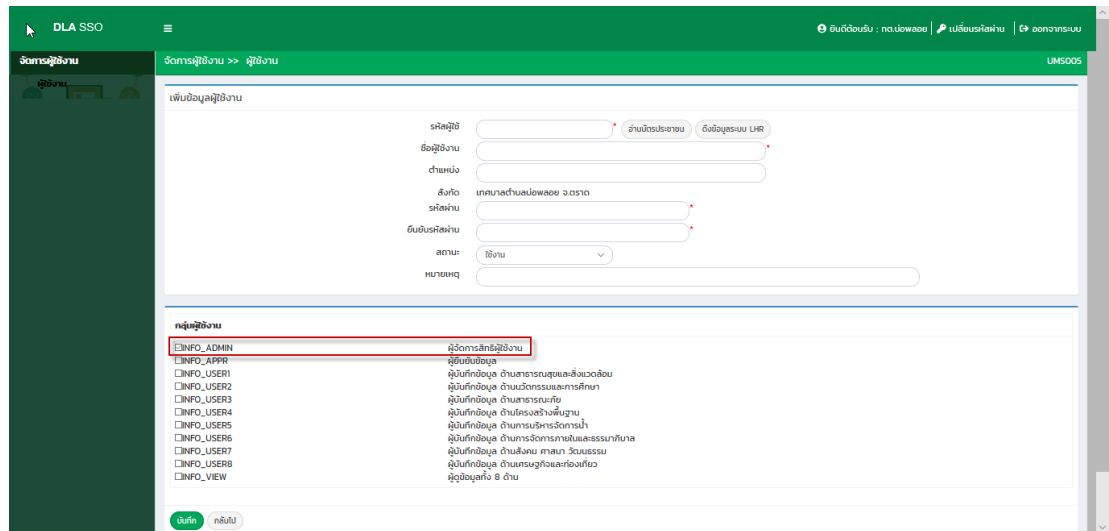 DLA SSO
ยินดีต้อนรับ : ทต.บ่อพลอย เปลี่ยนรหัสผ่าน ออกจากระบบ
จัดการผู้ใช้งาน
จัดการผู้ใช้งาน >> ผู้ใช้งาน UMS005
ผู้ใช้งาน
เพิ่มข้อมูลผู้ใช้งาน
รหัสผู้ใช้ * อ่านบัตรประชาชน ดึงข้อมูลระบบ LHR
ชื่อผู้ใช้งาน *
ตำแหน่ง
สังกัด เทศบาลตำบลบ่อพลอย จ.ตราด
รหัสผ่าน *
ยืนยันรหัสผ่าน *
สถานะ ใช้งาน
หมายเหตุ
กลุ่มผู้ใช้งาน
INFO_ADMIN ผู้จัดการสิทธิผู้ใช้งาน
INFO_APPR ผู้ยืนยันข้อมูล
INFO_USER1 ผู้บันทึกข้อมูล ด้านสาธารณสุขและสิ่งแวดล้อม
INFO_USER2 ผู้บันทึกข้อมูล ด้านนวัตกรรมและการศึกษา
INFO_USER3 ผู้บันทึกข้อมูล ด้านสาธารณะภัย
INFO_USER4 ผู้บันทึกข้อมูล ด้านโครงสร้างพื้นฐาน
INFO_USER5 ผู้บันทึกข้อมูล ด้านการบริหารจัดการน้ำ
INFO_USER6 ผู้บันทึกข้อมูล ด้านการจัดการภายในและธรรมาภิบาล
INFO_USER7 ผู้บันทึกข้อมูล ด้านสังคม ศาสนา วัฒนธรรม
INFO_USER8 ผู้บันทึกข้อมูล ด้านเศรษฐกิจและท่องเที่ยว
INFO_VIEW ผู้ดูข้อมูลทั้ง 8 ด้าน
บันทึก กลับไป